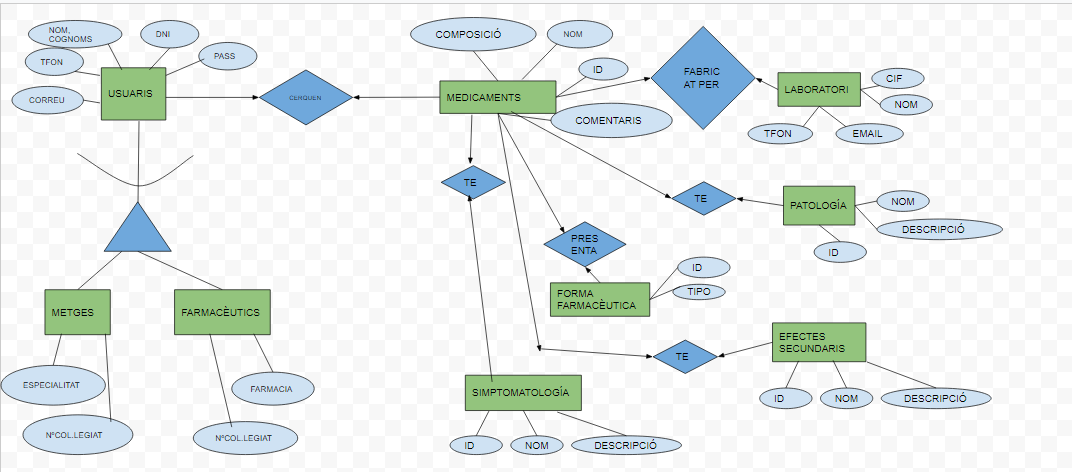 NOM,
COGNOMS
DNI
TFON
PASS
CORREU
USUARIS
CERQUEN
COMPOSICIÓ
NOM
ID
MEDICAMENTS
COMENTARIS
FABRIC
AT PER
LABORATORI
CIF
NOM
TFON
EMAIL
TE
TE
PATOLOGÍA
NOM
DESCRIPCIÓ
ID
PRES
ENTA
ID
TIPO
FORMA
FARMACÈUTICA
METGES
FARMACÈUTICS
ESPECIALITAT
FARMACIA
NºCOL.LEGIAT
NºCOL.LEGIAT
TE
EFECTES
SECUNDARIS
ID
NOM
DESCRIPCIÓ
SIMPTOMATOLOGÍA
ID
NOM
DESCRIPCIÓ